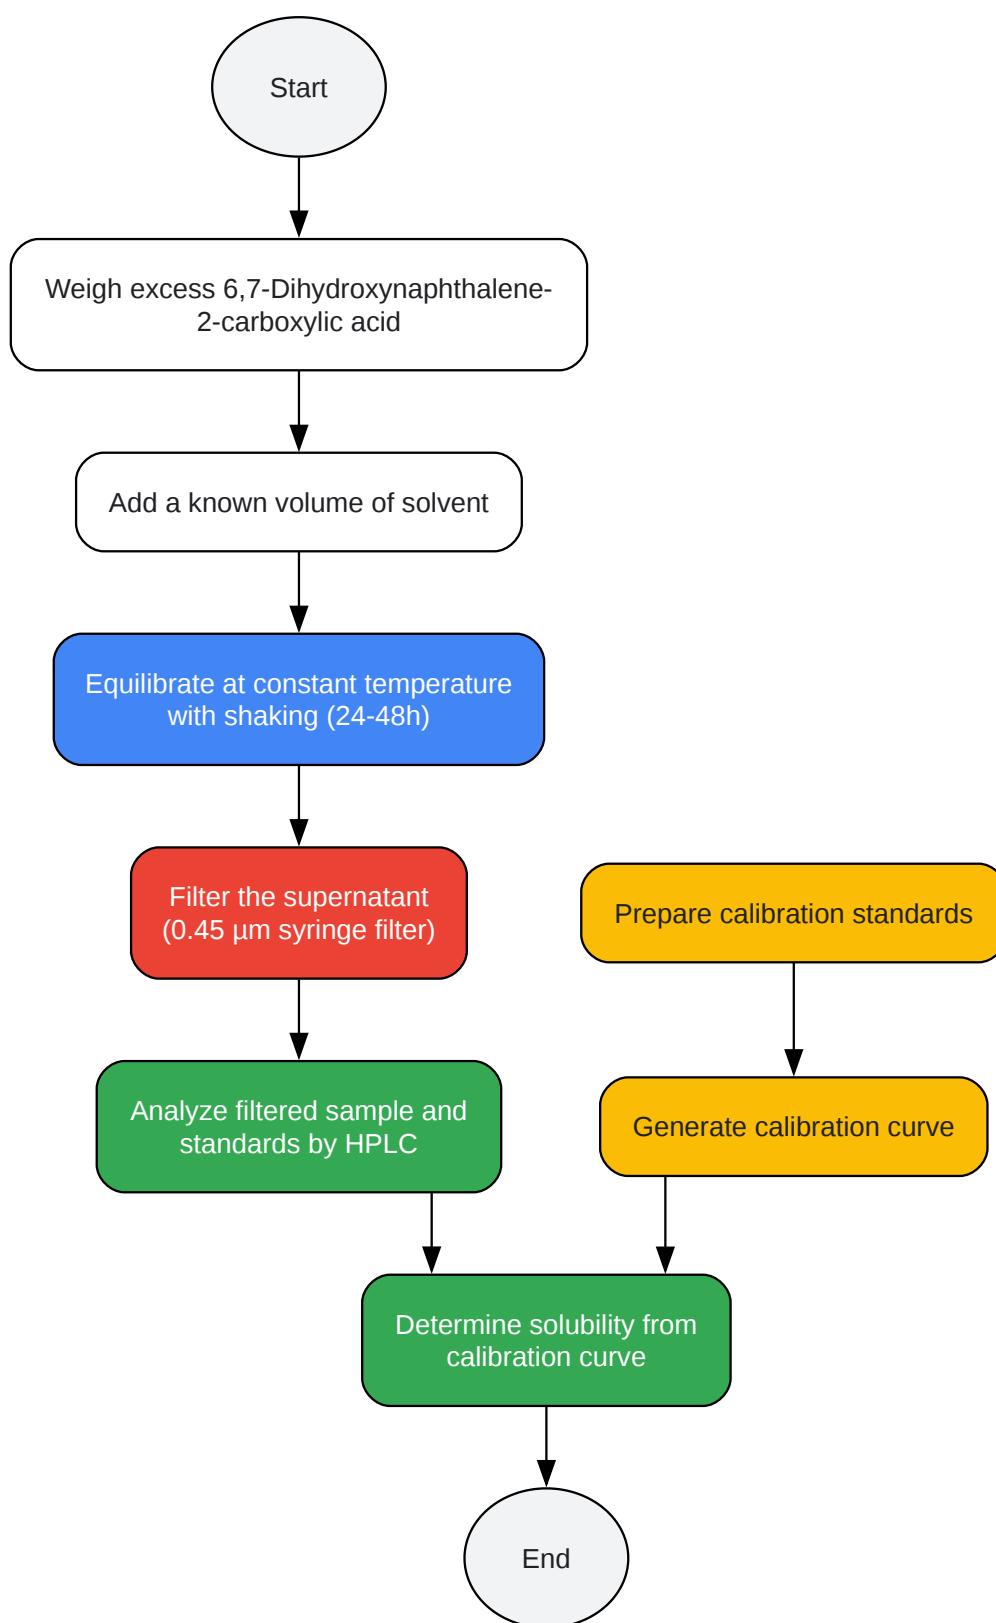 Start
Weigh excess 6,7-Dihydroxynaphthalene-
2-carboxylic acid
Add a known volume of solvent
Equilibrate at constant temperature
with shaking (24-48h)
Filter the supernatant
(0.45 µm syringe filter)
Prepare calibration standards
Analyze filtered sample and
standards by HPLC
Generate calibration curve
Determine solubility from
calibration curve
End